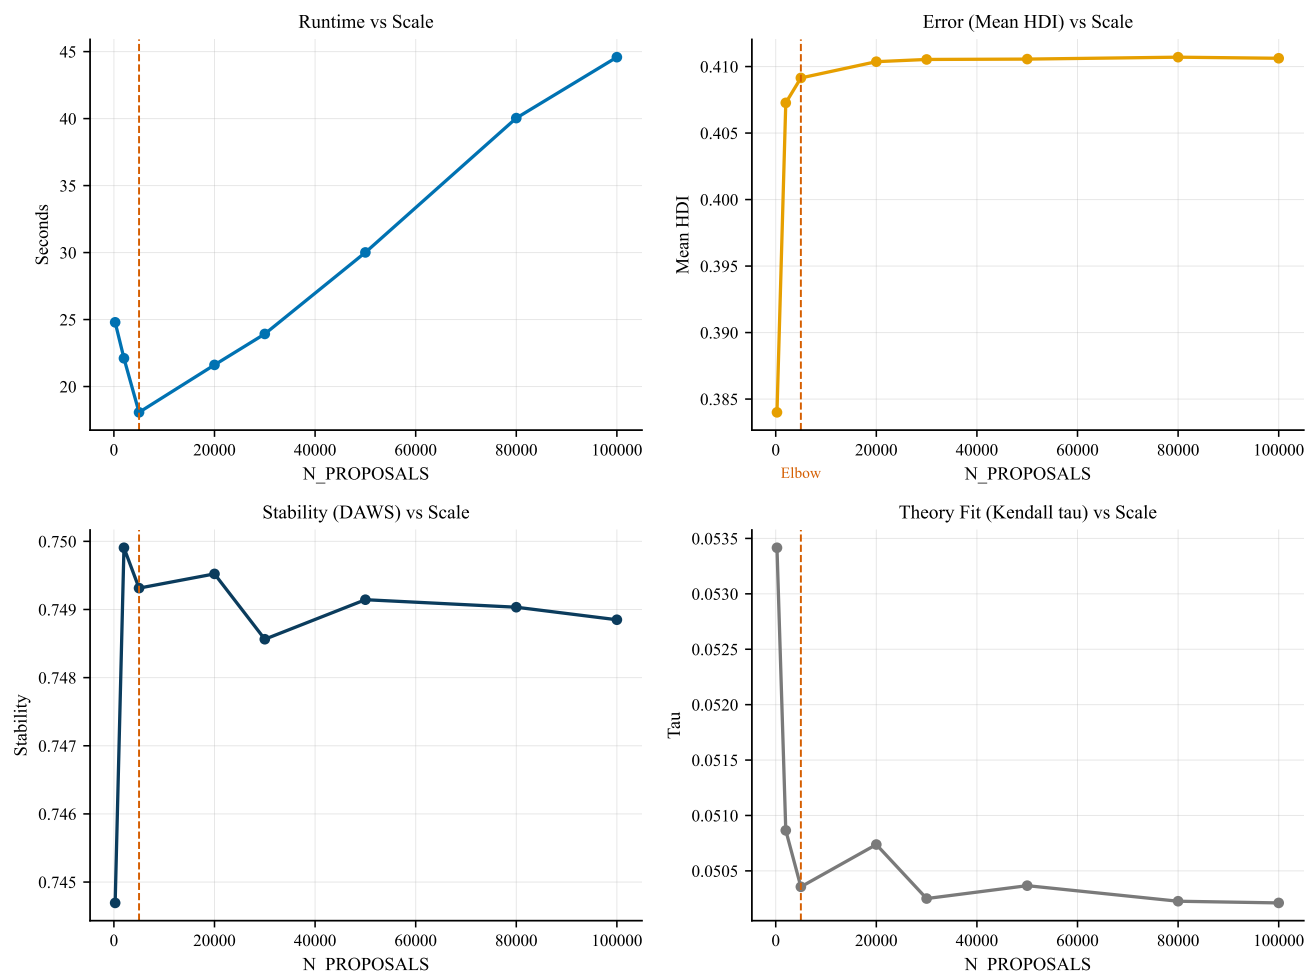 Runtime vs Scale
45
40
35
30
25
20
Seconds
0 20000 40000 60000 80000 100000
N_PROPOSALS
Error (Mean HDI) vs Scale
0.410
0.405
0.400
0.395
0.390
0.385
Mean HDI
0 20000 40000 60000 80000 100000
Elbow
N_PROPOSALS
Stability (DAWS) vs Scale
0.750
0.749
0.748
0.747
0.746
0.745
Stability
0 20000 40000 60000 80000 100000
N_PROPOSALS
Theory Fit (Kendall tau) vs Scale
0.0535
0.0530
0.0525
0.0520
0.0515
0.0510
0.0505
Tau
0 20000 40000 60000 80000 100000
N_PROPOSALS